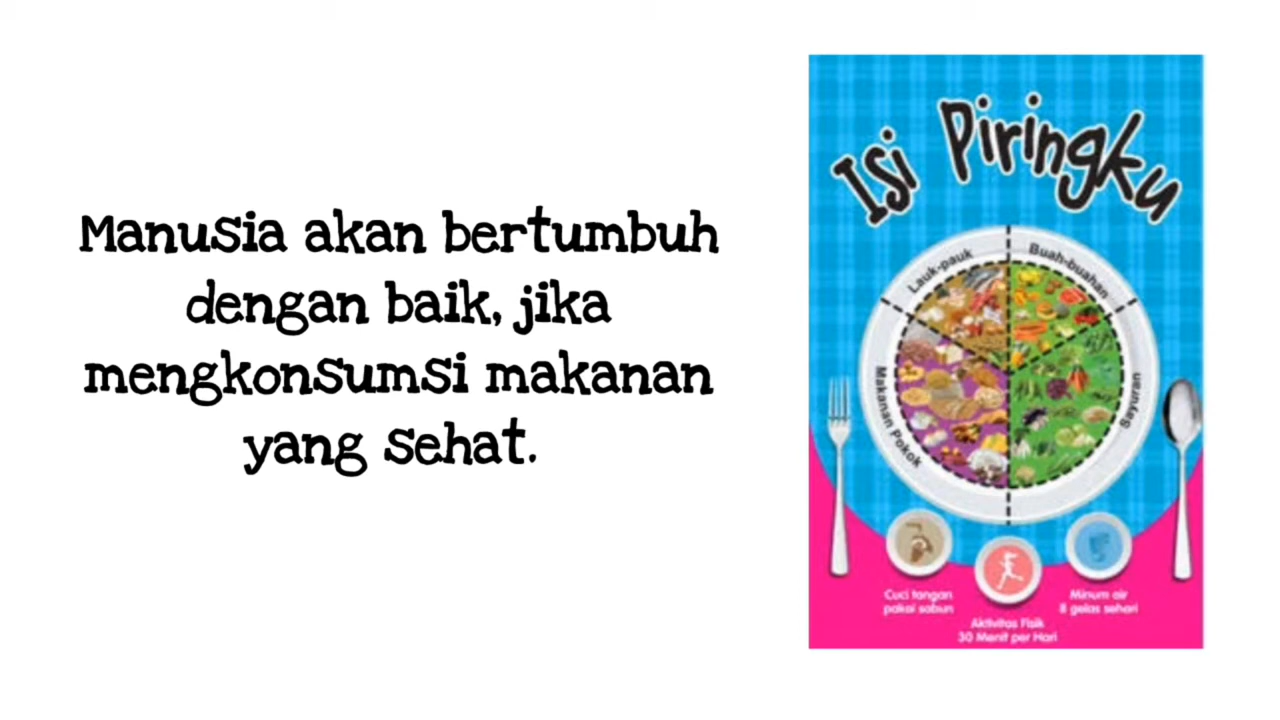 Manusia akan bertumbuh
dengan baik, jika
mengkonsumsi makanan
yang sehat.
Isi Piringku
Lauk-pauk
Buah-buahan
Makanan Pokok
Sayuran
Cuci tangan
pakai sabun
Aktivitas Fisik
30 Menit per Hari
Minum air
8 gelas sehari